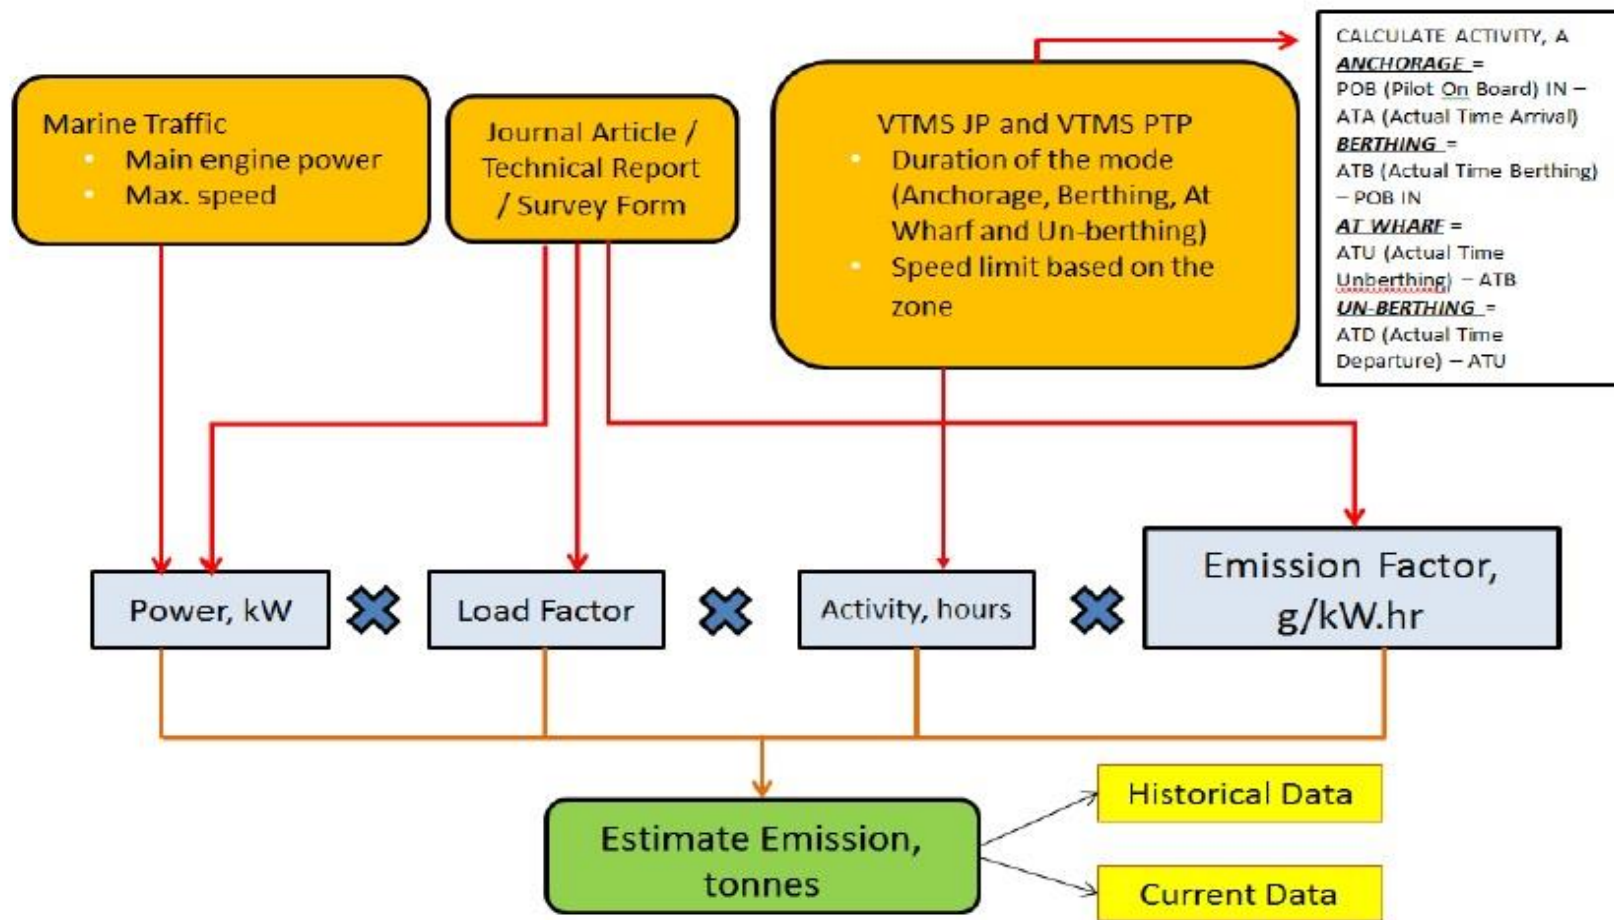 Marine Traffic
• Main engine power
• Max. speed
Journal Article /
Technical Report
/ Survey Form
VTMS JP and VTMS PTP
• Duration of the mode
(Anchorage, Berthing, At
Wharf and Un-berthing)
• Speed limit based on the
zone
CALCULATE ACTIVITY, A
ANCHORAGE =
POB (Pilot On Board) IN –
ATA (Actual Time Arrival)
BERTHING =
ATB (Actual Time Berthing)
– POB IN
AT WHARF =
ATU (Actual Time
Unberthing) – ATB
UN-BERTHING =
ATD (Actual Time
Departure) – ATU
Power, kW
Load Factor
Activity, hours
Emission Factor,
g/kW.hr
Estimate Emission,
tonnes
Historical Data
Current Data